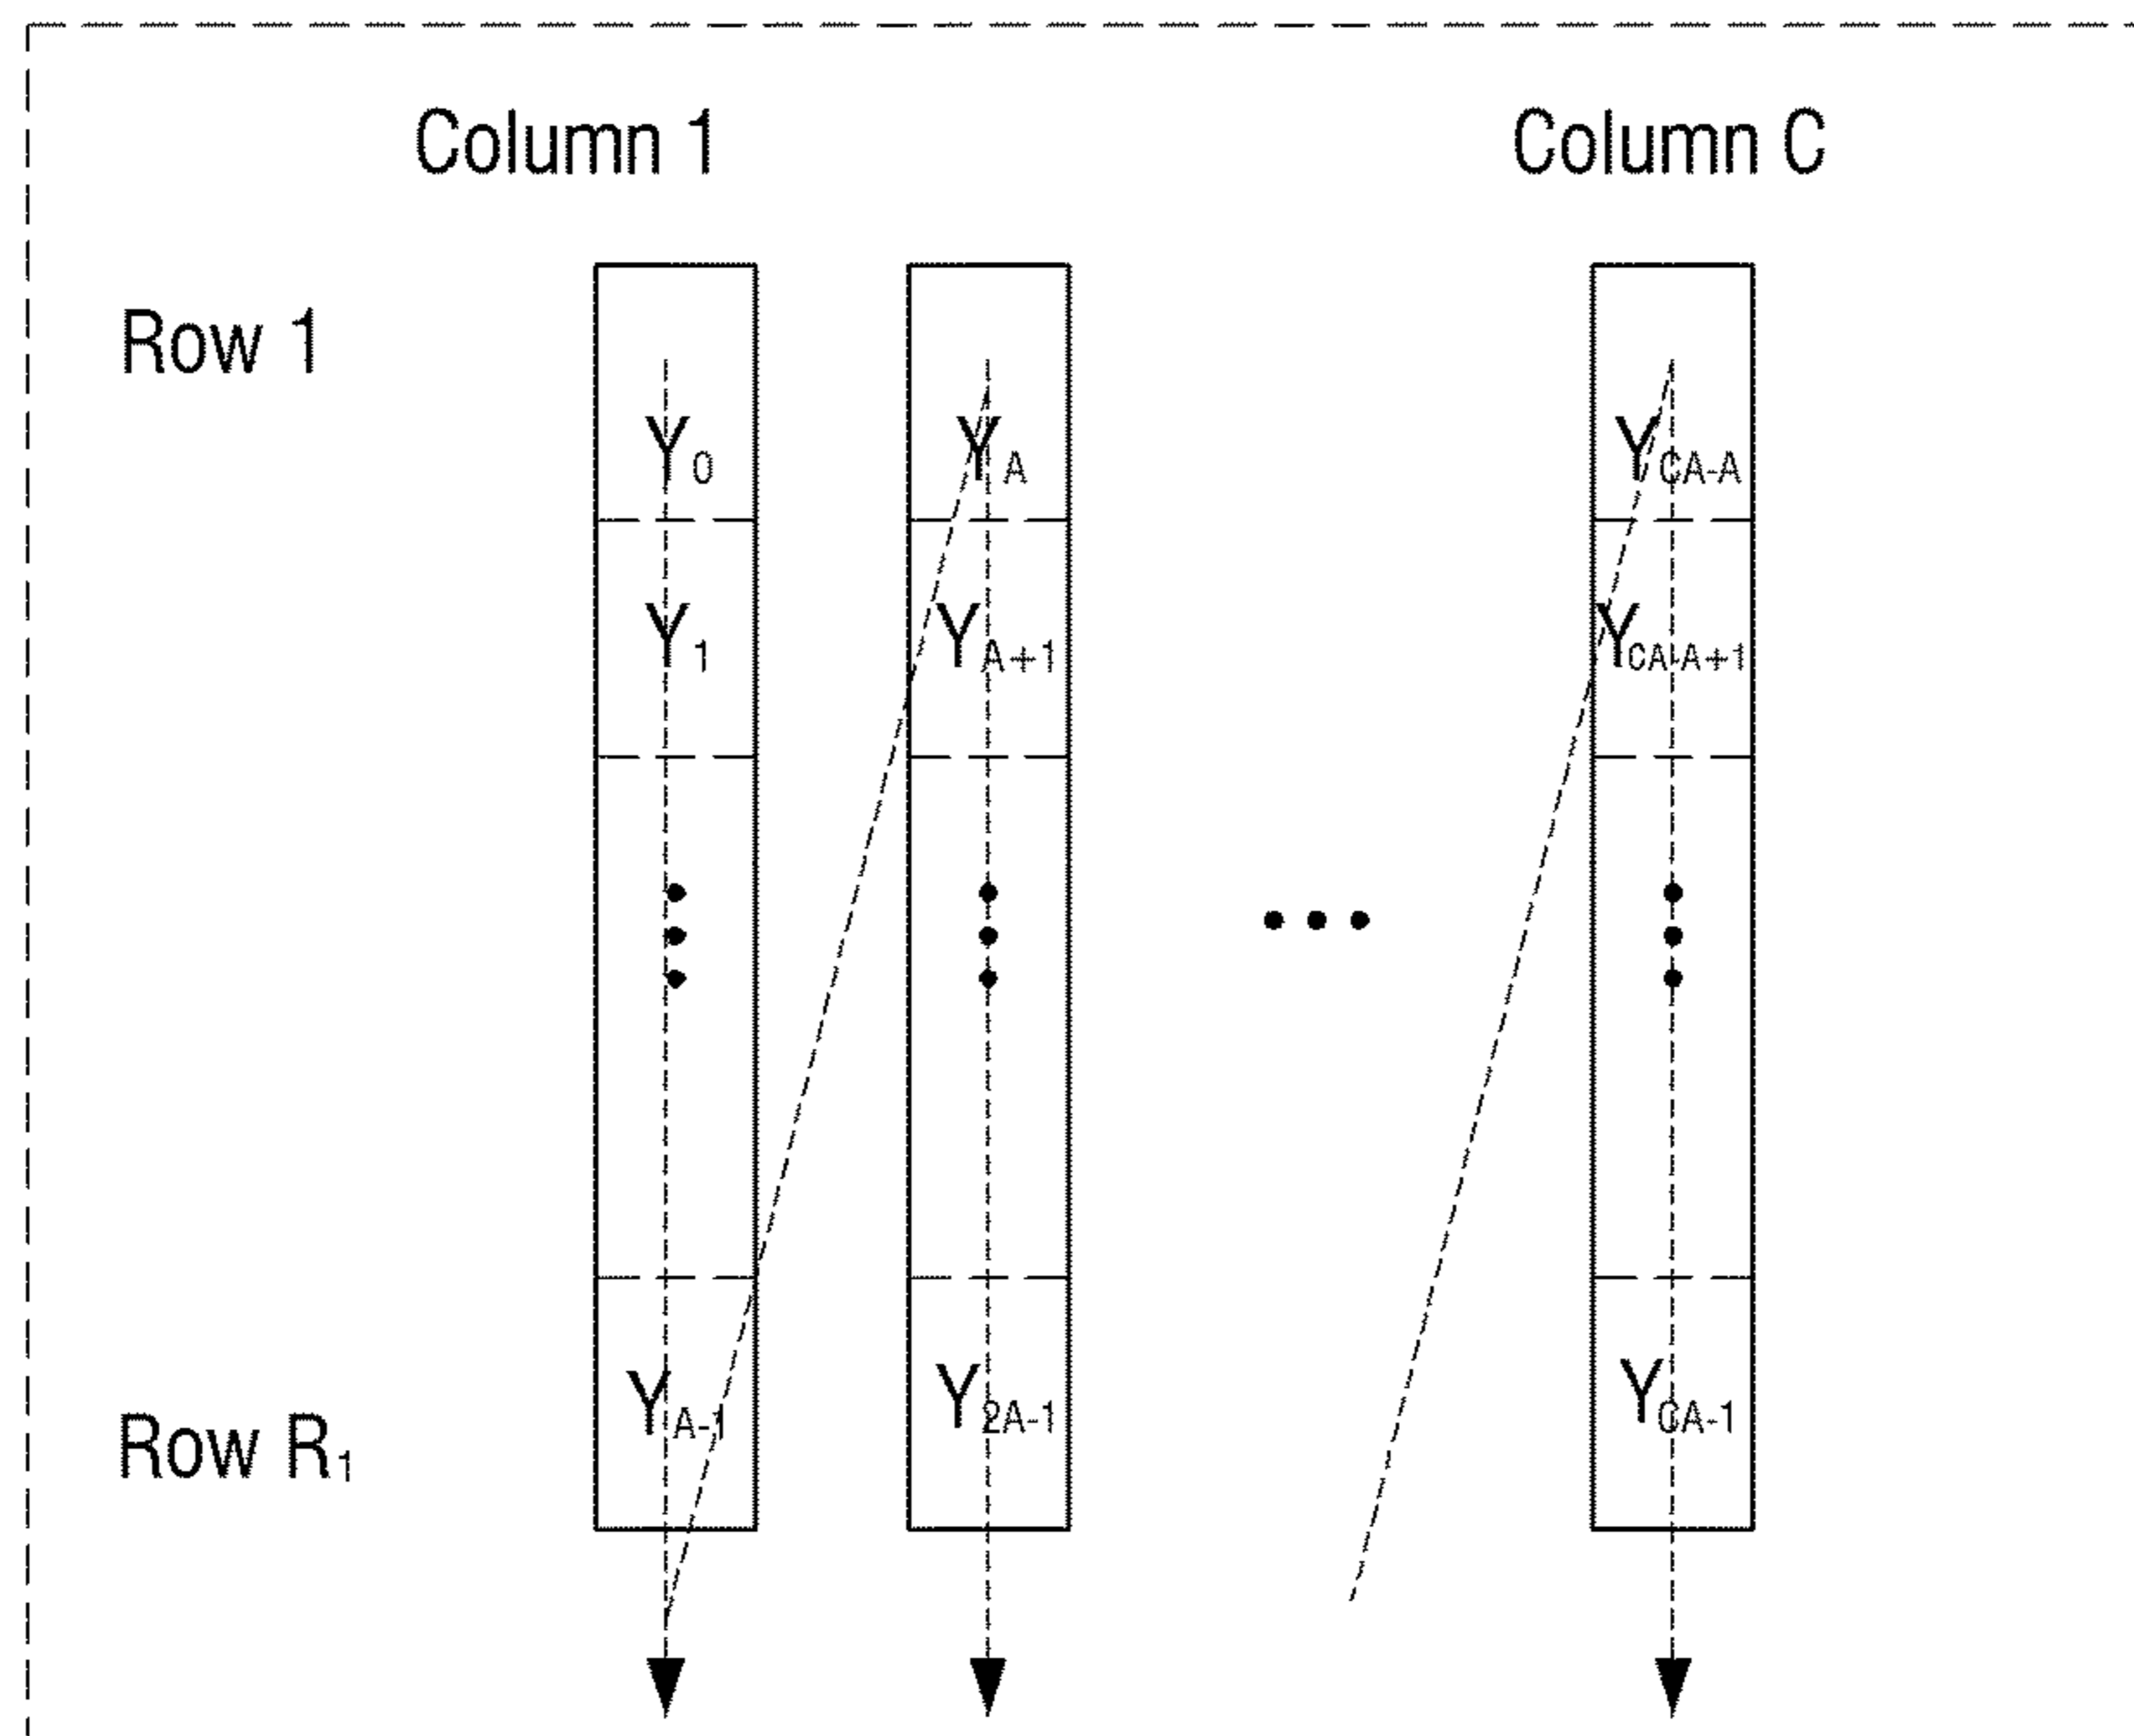 Column 1 Column C
Row 1
Y0 YA YCA-A
Y1 YA+1 YCA-A+1
Row R1 YA-1 Y2A-1 YCA-1